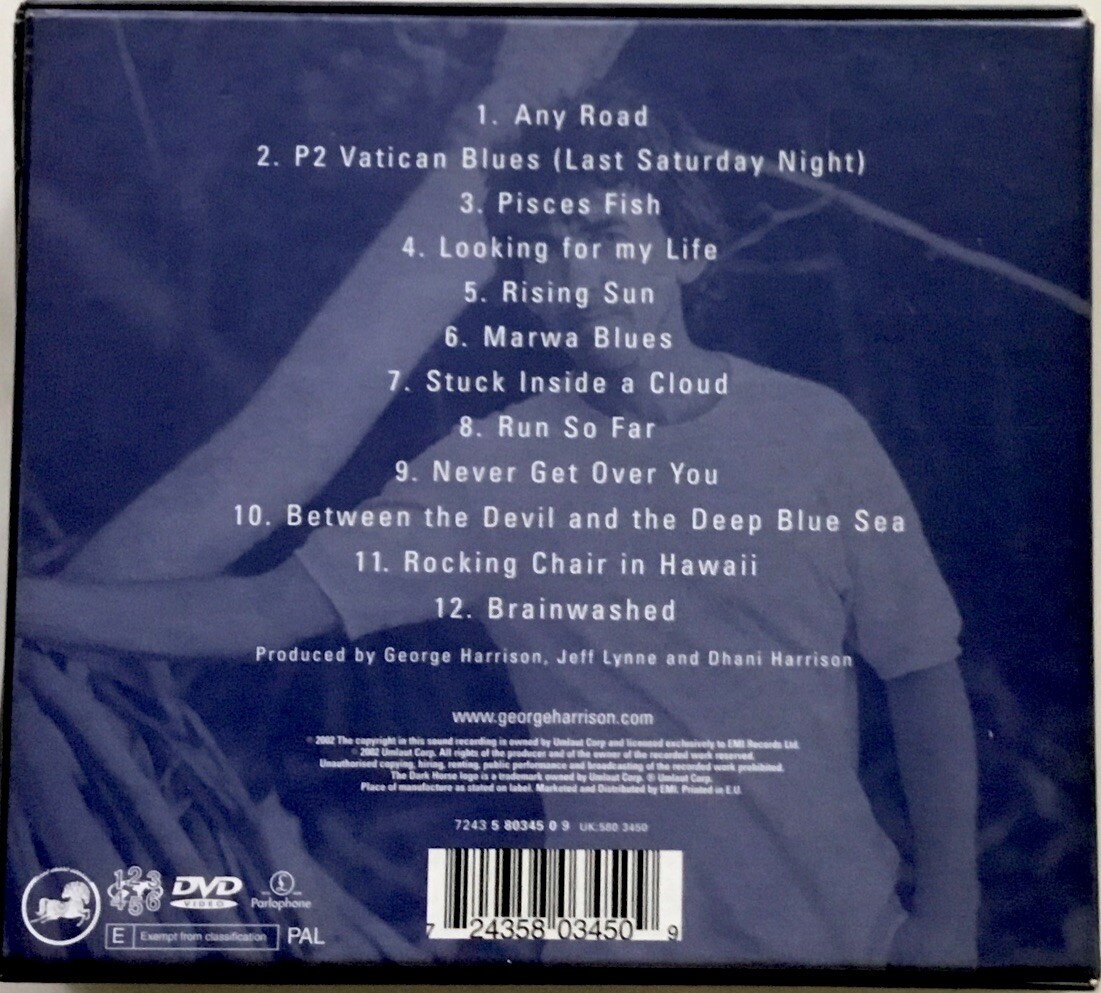 1. Any Road
2. P2 Vatican Blues (Last Saturday Night)
3. Pisces Fish
4. Looking for my Life
5. Rising Sun
6. Marwa Blues
7. Stuck Inside a Cloud
8. Run So Far
9. Never Get Over You
10. Between the Devil and the Deep Blue Sea
11. Rocking Chair in Hawaii
12. Brainwashed
Produced by George Harrison, Jeff Lynne and Dhani Harrison
www.georgeharrison.com
2002 The copyright in this sound recording is owned by Umlaut Corp and licensed exclusively to EMI Records Ltd.
2002 Umlaut Corp. All rights of the producer and of the owner of the recorded work reserved.
Unauthorised copying, hiring, renting, public performance and broadcasting of the recorded work prohibited.
The Dark Horse logo is a trademark owned by Umlaut Corp. ® Umlaut Corp.
Place of manufacture as stated on label. Marketed and Distributed by EMI. Printed in E.U.
7243 5 80345 0 9 UK:580 3450
123
456
DVD
VIDEO
£
Parlophone
E Exempt from classification PAL
7 24358 03450 9